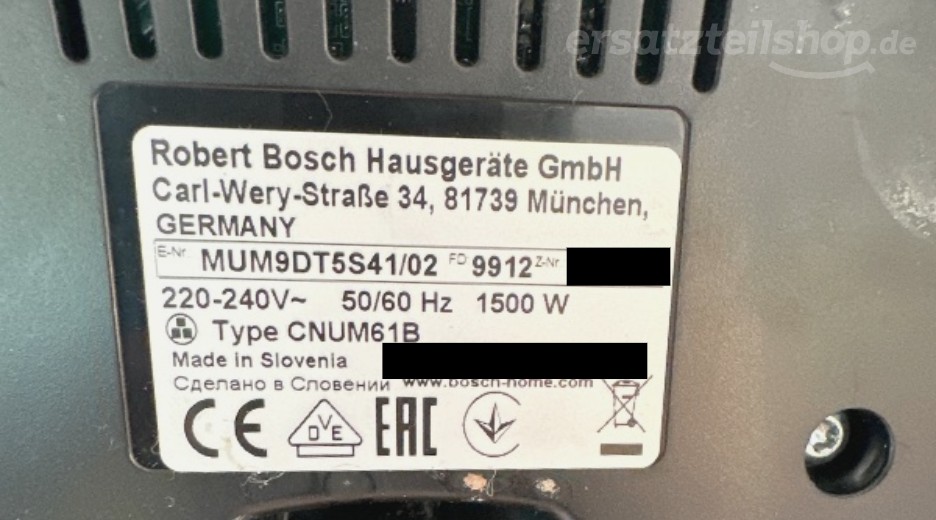 ersatzteilshop.de
Robert Bosch Hausgeräte GmbH
Carl-Wery-Straße 34, 81739 München,
GERMANY
E-Nr MUM9DT5S41/02 FD 9912 Z-Nr
220-240V~ 50/60 Hz 1500 W
Type CNUM61B
Made in Slovenia
Сделано в Словении www.bosch-home.com
CE DVE EAC